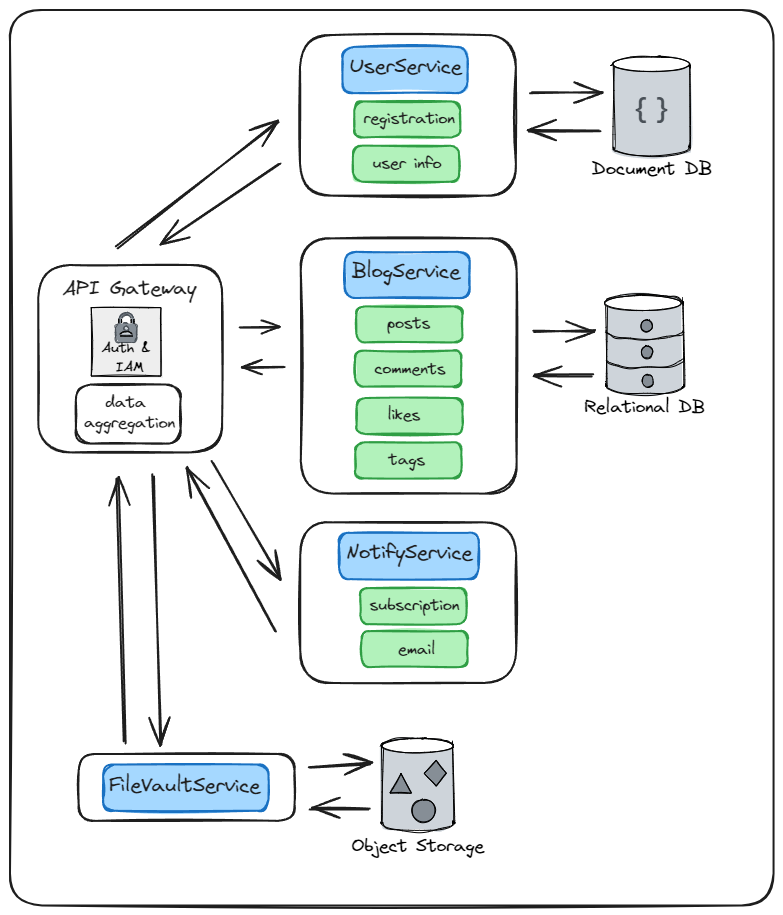 UserService
registration
user info
{ }
Document DB
API Gateway
Auth &
IAM
data
aggregation
BlogService
posts
comments
likes
tags
Relational DB
NotifyService
subscription
email
FileVaultService
Object Storage